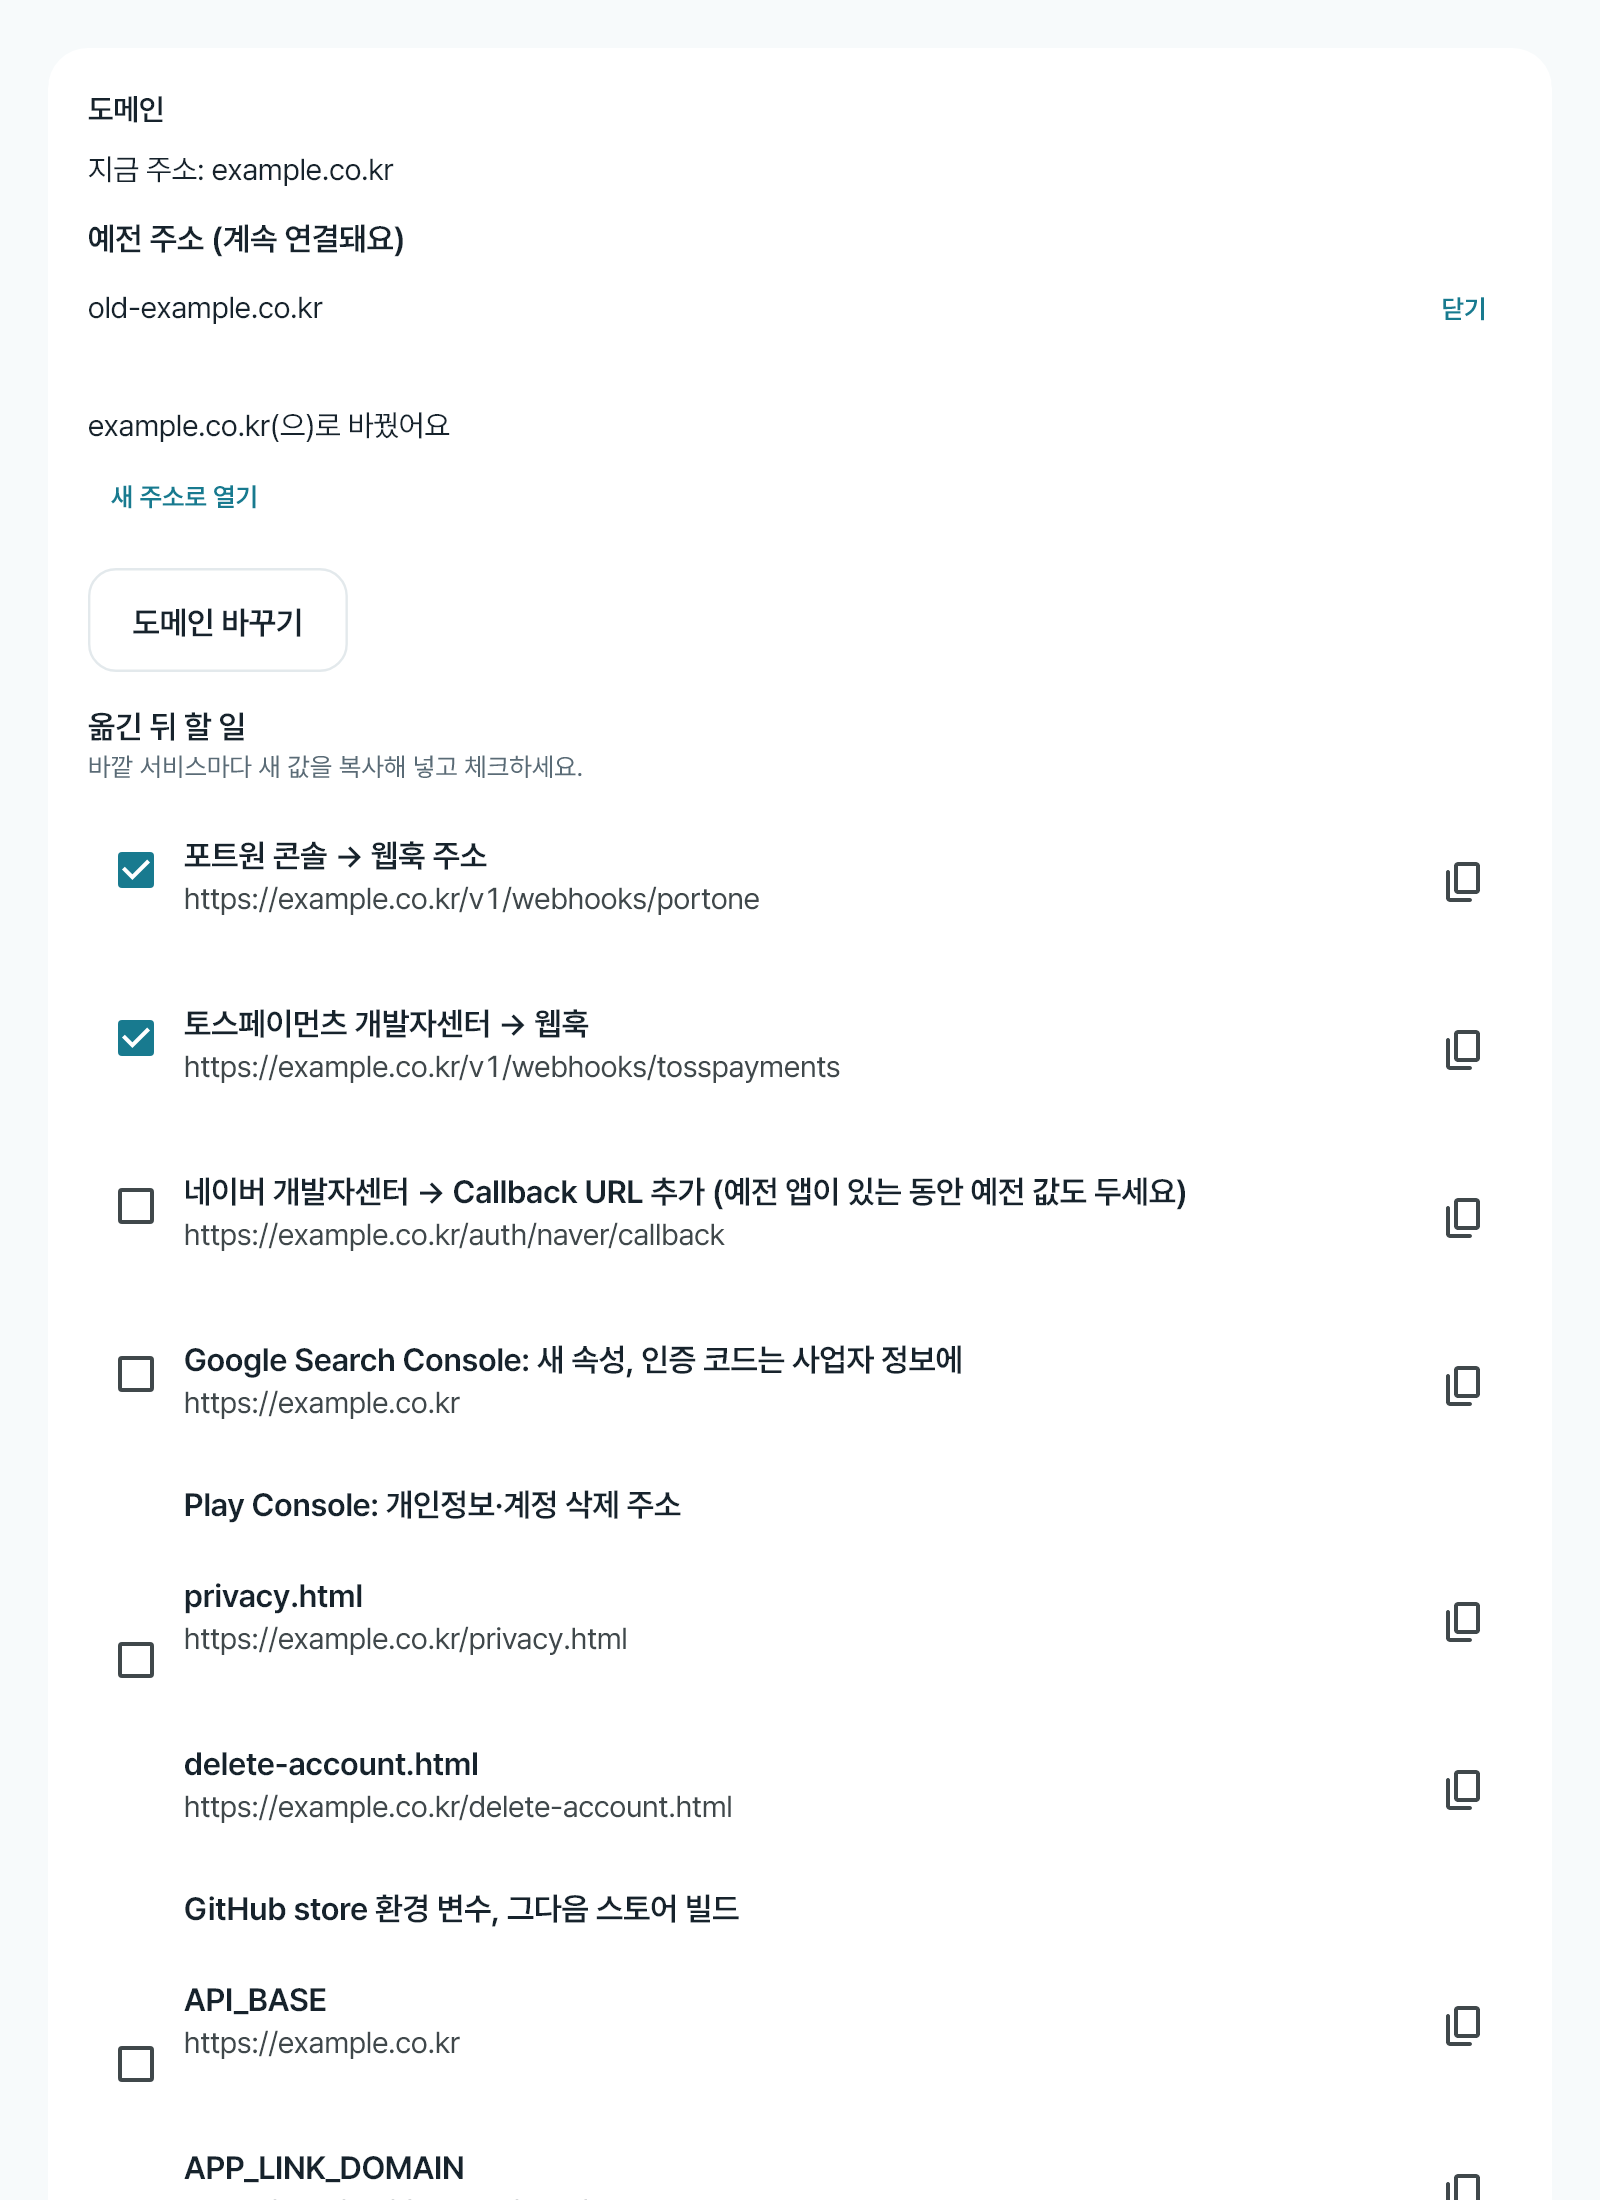 도메인
지금 주소: example.co.kr
예전 주소 (계속 연결돼요)
old-example.co.kr
닫기
example.co.kr(으)로 바꿨어요
새 주소로 열기
도메인 바꾸기
옮긴 뒤 할 일
바깥 서비스마다 새 값을 복사해 넣고 체크하세요.
포트원 콘솔 → 웹훅 주소
https://example.co.kr/v1/webhooks/portone
토스페이먼츠 개발자센터 → 웹훅
https://example.co.kr/v1/webhooks/tosspayments
네이버 개발자센터 → Callback URL 추가 (예전 앱이 있는 동안 예전 값도 두세요)
https://example.co.kr/auth/naver/callback
Google Search Console: 새 속성, 인증 코드는 사업자 정보에
https://example.co.kr
Play Console: 개인정보·계정 삭제 주소
privacy.html
https://example.co.kr/privacy.html
delete-account.html
https://example.co.kr/delete-account.html
GitHub store 환경 변수, 그다음 스토어 빌드
API_BASE
https://example.co.kr
APP_LINK_DOMAIN